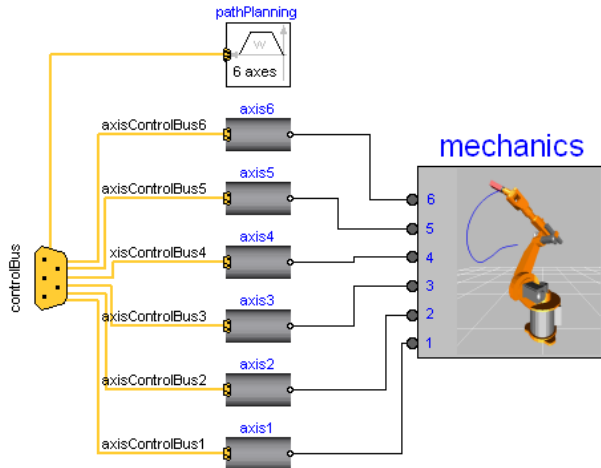 pathPlanning
w
6 axes
axis6
axisControlBus6
mechanics
axis5
axisControlBus5
6
5
axis4
xisControlBus4
4
controlBus
axis3
3
axisControlBus3
2
axis2
1
axisControlBus2
axis1
axisControlBus1